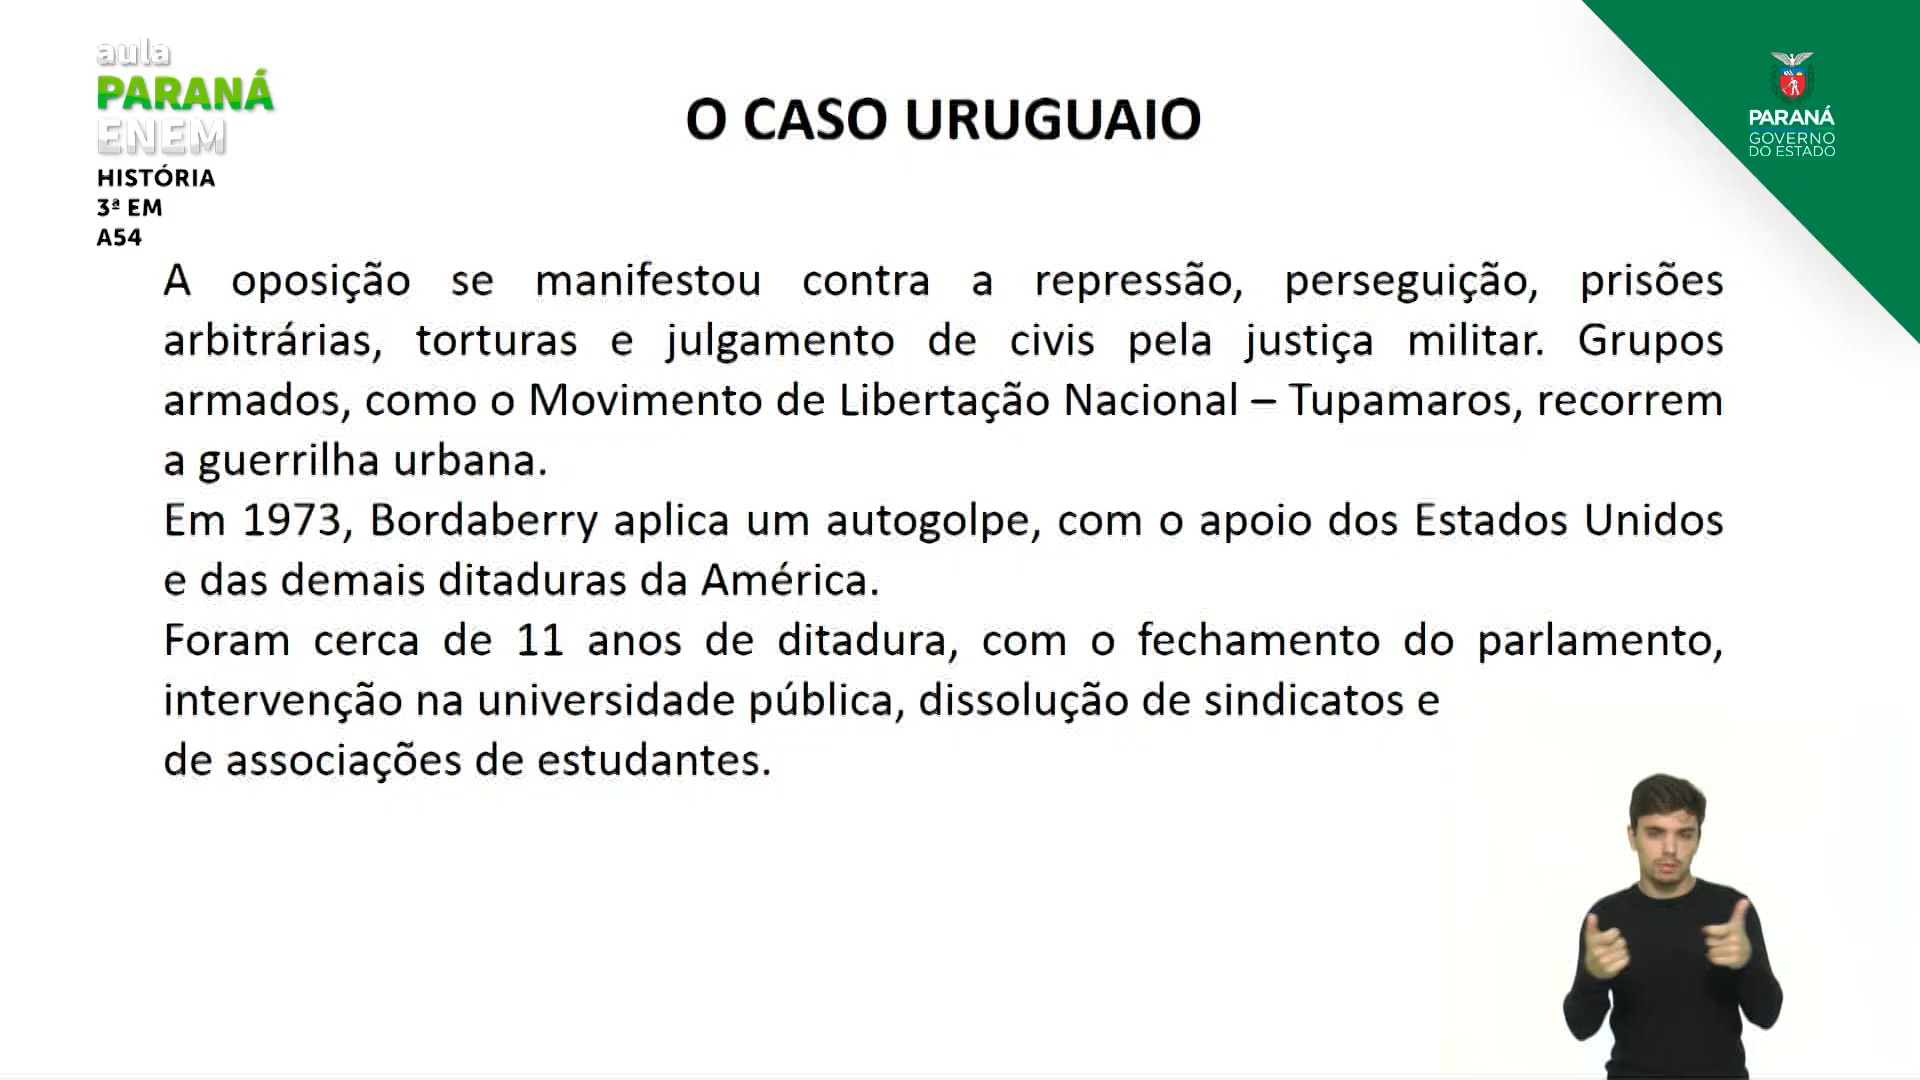 aula
PARANÁ
ENEM
HISTÓRIA
3ª EM
A54
O CASO URUGUAIO
PARANÁ
GOVERNO
DO ESTADO
A oposição se manifestou contra a repressão, perseguição, prisões
arbitrárias, torturas e julgamento de civis pela justiça militar. Grupos
armados, como o Movimento de Libertação Nacional – Tupamaros, recorrem
a guerrilha urbana.
Em 1973, Bordaberry aplica um autogolpe, com o apoio dos Estados Unidos
e das demais ditaduras da América.
Foram cerca de 11 anos de ditadura, com o fechamento do parlamento,
intervenção na universidade pública, dissolução de sindicatos e
de associações de estudantes.